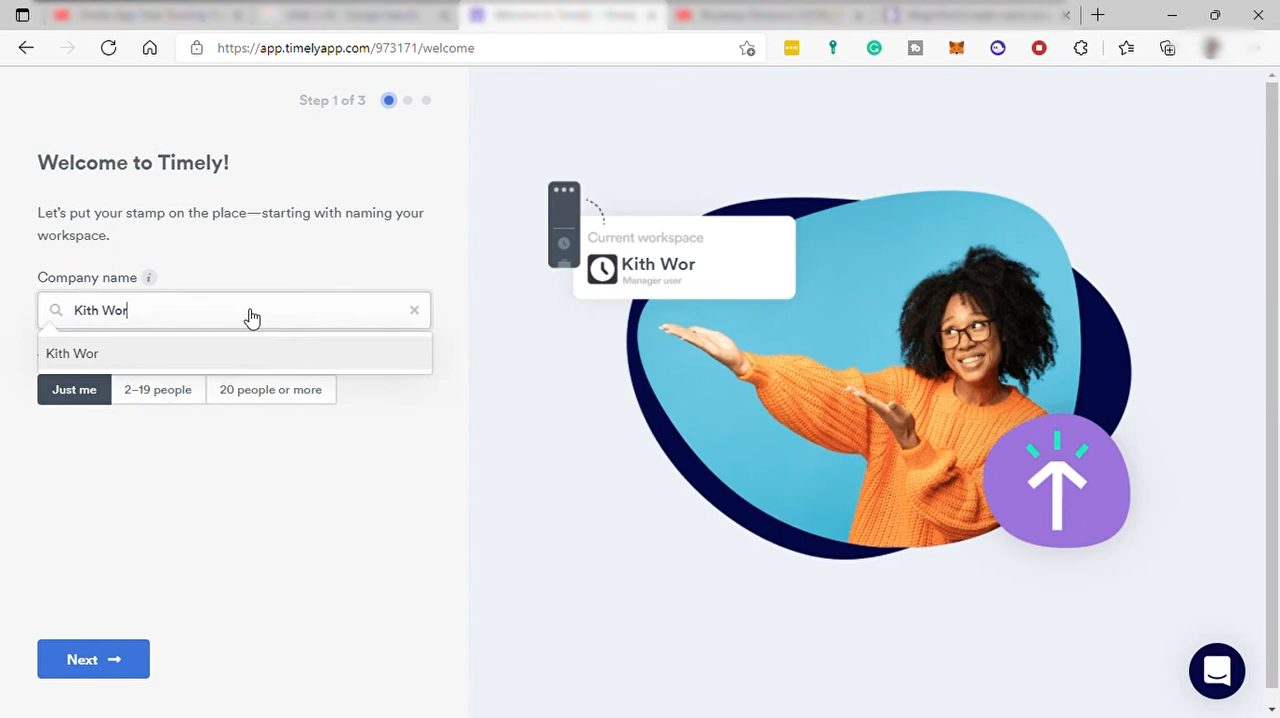 https://app.timelyapp.com/973171/welcome
Step 1 of 3
Welcome to Timely!
Let's put your stamp on the place—starting with naming your
workspace.
Company name
Kith Wor
Kith Wor
Just me
2–19 people
20 people or more
Next
Current workspace
Kith Wor
Manager user